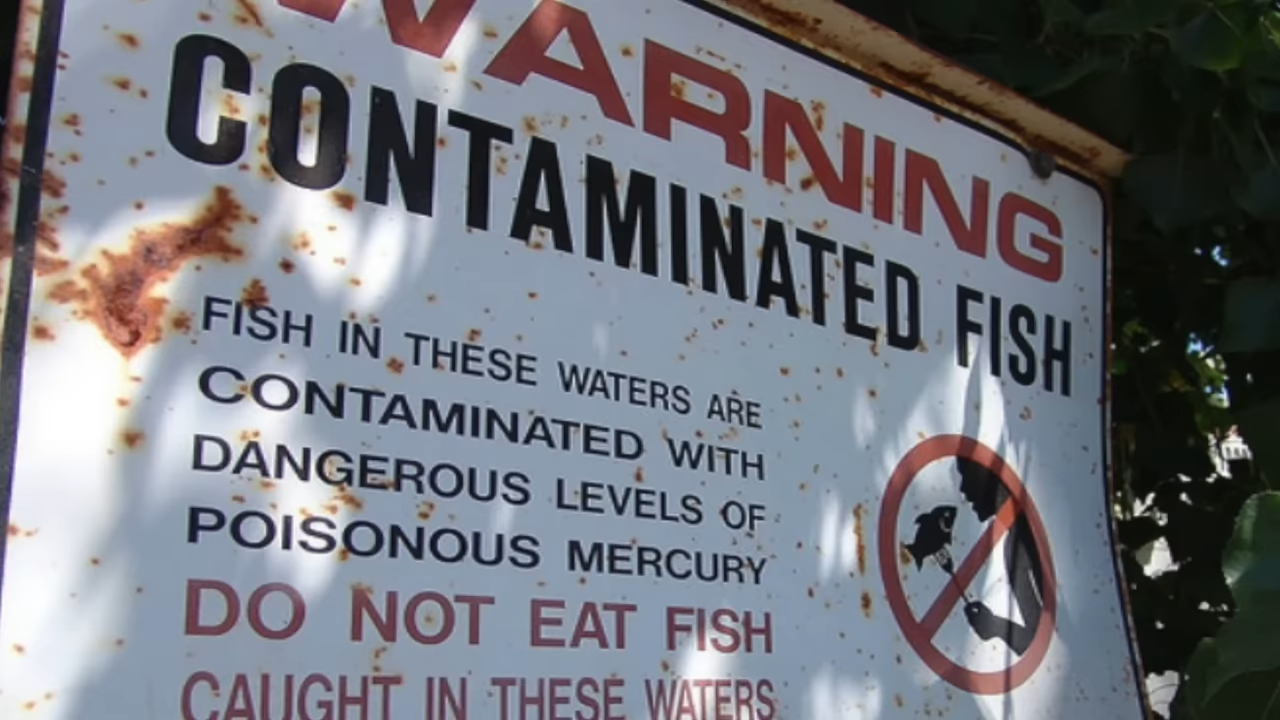 WARNING
CONTAMINATED FISH
FISH IN THESE WATERS ARE
CONTAMINATED WITH
DANGEROUS LEVELS OF
POISONOUS MERCURY
DO NOT EAT FISH
CAUGHT IN THESE WATERS